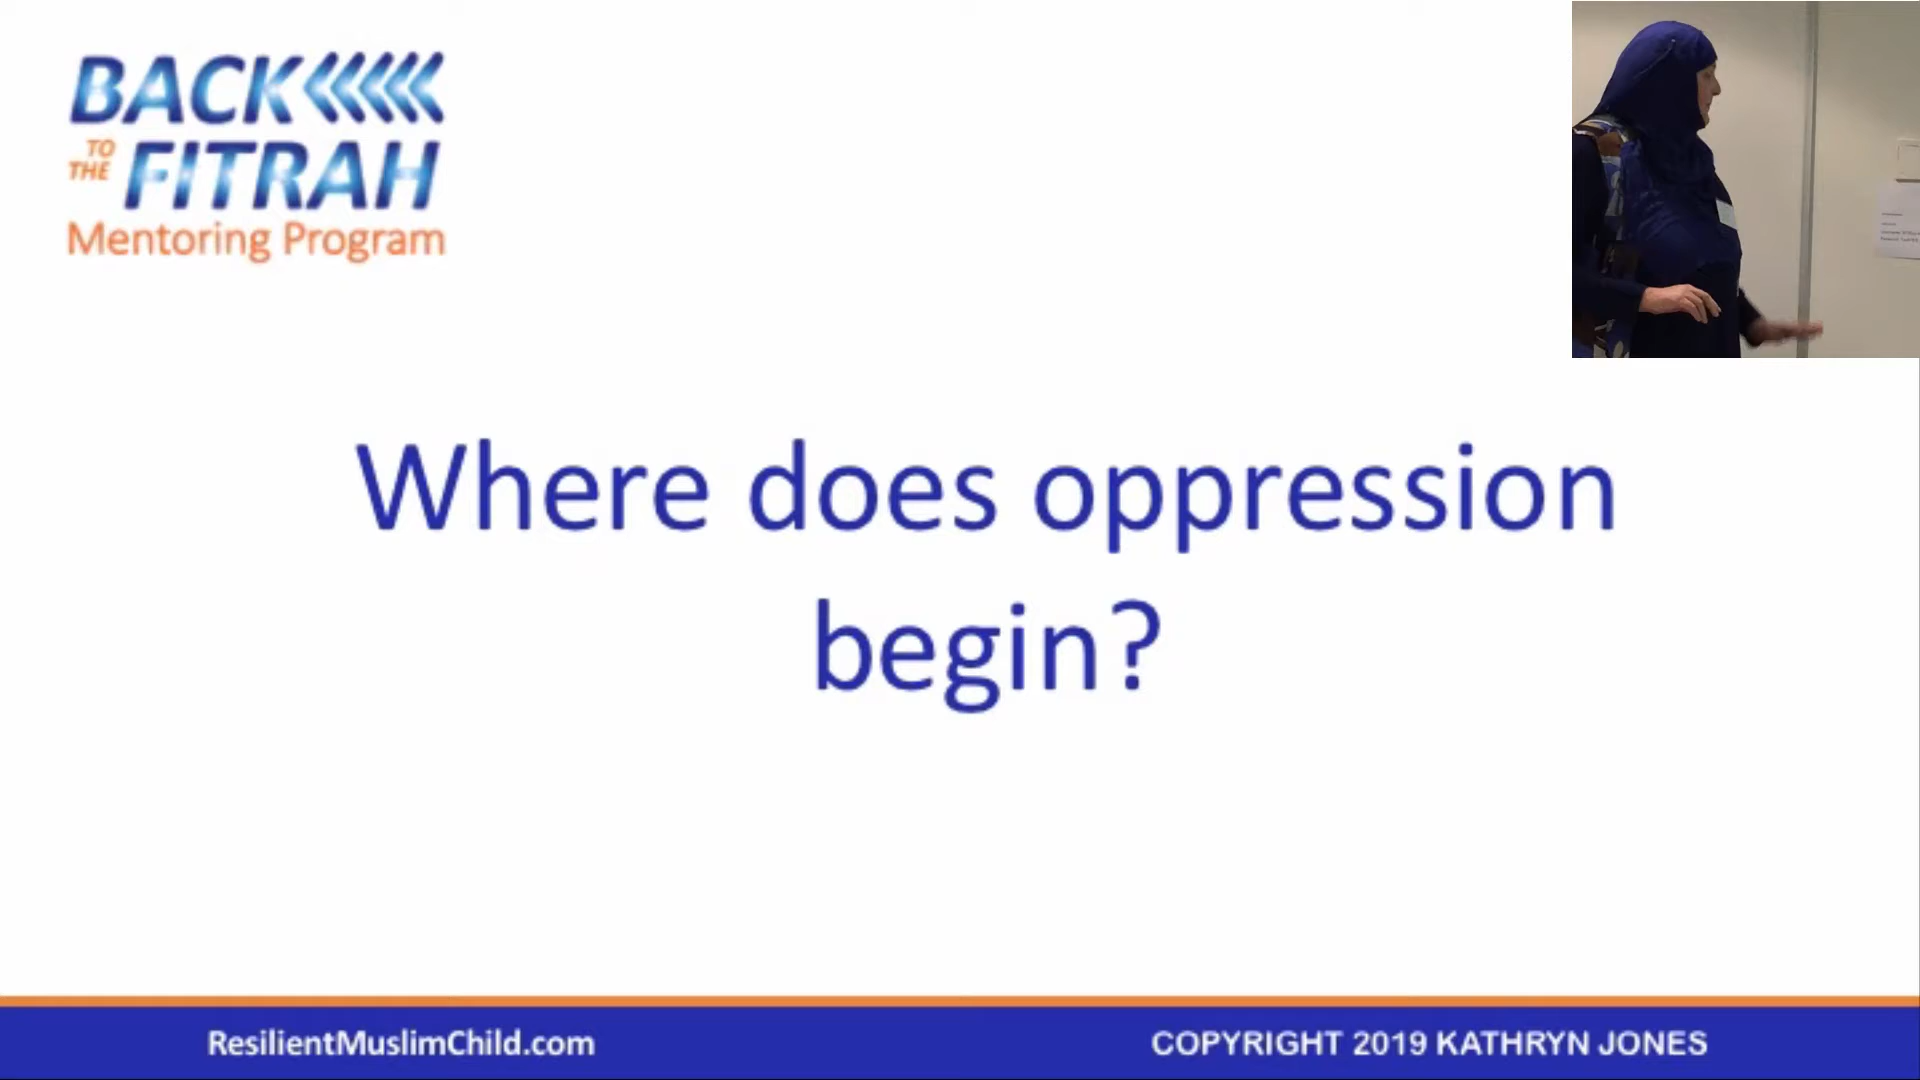 BACK
TO THE FITRAH
Mentoring Program
Where does oppression
begin?
ResilientMuslimChild.com
COPYRIGHT 2019 KATHRYN JONES